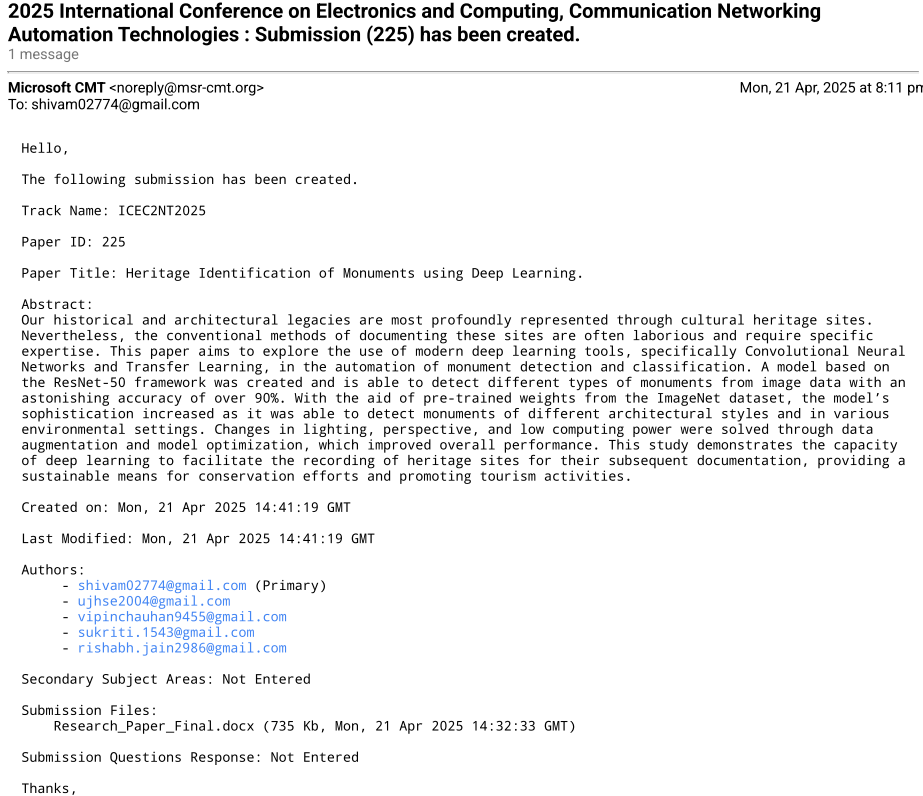 2025 International Conference on Electronics and Computing, Communication Networking
Automation Technologies : Submission (225) has been created.
1 message
Microsoft CMT <noreply@msr-cmt.org> Mon, 21 Apr, 2025 at 8:11 pm
To: shivam02774@gmail.com
Hello,
The following submission has been created.
Track Name: ICEC2NT2025
Paper ID: 225
Paper Title: Heritage Identification of Monuments using Deep Learning.
Abstract:
Our historical and architectural legacies are most profoundly represented through cultural heritage sites.
Nevertheless, the conventional methods of documenting these sites are often laborious and require specific
expertise. This paper aims to explore the use of modern deep learning tools, specifically Convolutional Neural
Networks and Transfer Learning, in the automation of monument detection and classification. A model based on
the ResNet-50 framework was created and is able to detect different types of monuments from image data with an
astonishing accuracy of over 90%. With the aid of pre-trained weights from the ImageNet dataset, the model's
sophistication increased as it was able to detect monuments of different architectural styles and in various
environmental settings. Changes in lighting, perspective, and low computing power were solved through data
augmentation and model optimization, which improved overall performance. This study demonstrates the capacity
of deep learning to facilitate the recording of heritage sites for their subsequent documentation, providing a
sustainable means for conservation efforts and promoting tourism activities.
Created on: Mon, 21 Apr 2025 14:41:19 GMT
Last Modified: Mon, 21 Apr 2025 14:41:19 GMT
Authors:
- shivam02774@gmail.com (Primary)
- ujhse2004@gmail.com
- vipinchauhan9455@gmail.com
- sukriti.1543@gmail.com
- rishabh.jain2986@gmail.com
Secondary Subject Areas: Not Entered
Submission Files:
Research_Paper_Final.docx (735 Kb, Mon, 21 Apr 2025 14:32:33 GMT)
Submission Questions Response: Not Entered
Thanks,